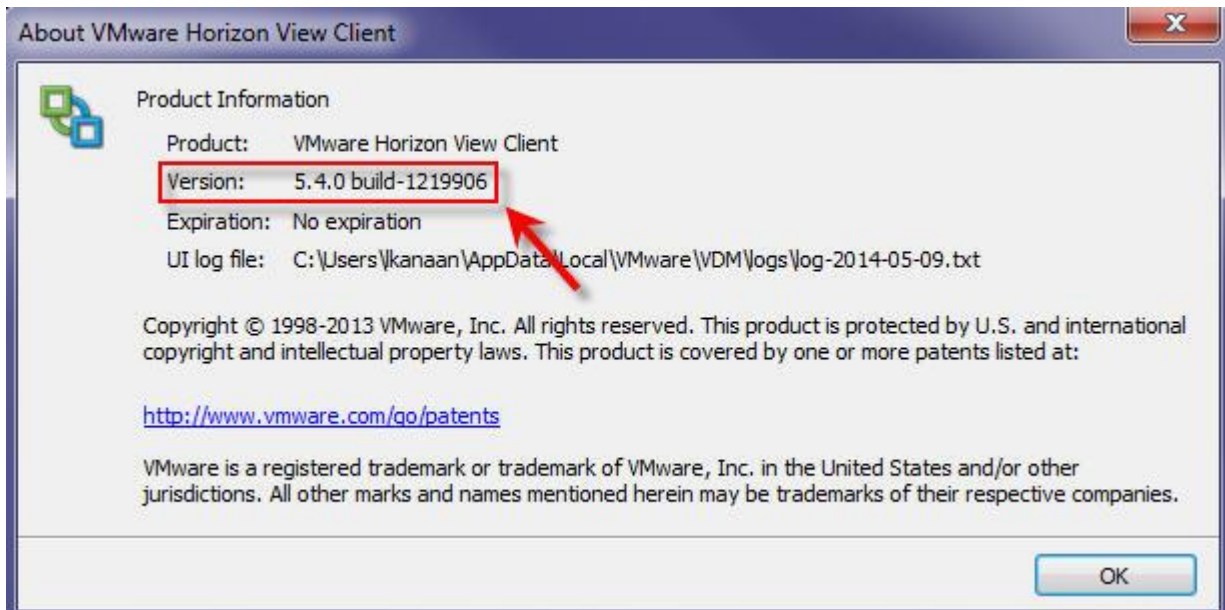 About VMware Horizon View Client
Product Information
Product: VMware Horizon View Client
Version: 5.4.0 build-1219906
Expiration: No expiration
UI log file: C:\Users\kanaan\AppData\Local\VMware\VDM\logs\log-2014-05-09.txt
Copyright © 1998-2013 VMware, Inc. All rights reserved. This product is protected by U.S. and international
copyright and intellectual property laws. This product is covered by one or more patents listed at:
http://www.vmware.com/go/patents
VMware is a registered trademark or trademark of VMware, Inc. in the United States and/or other
jurisdictions. All other marks and names mentioned herein may be trademarks of their respective companies.
OK